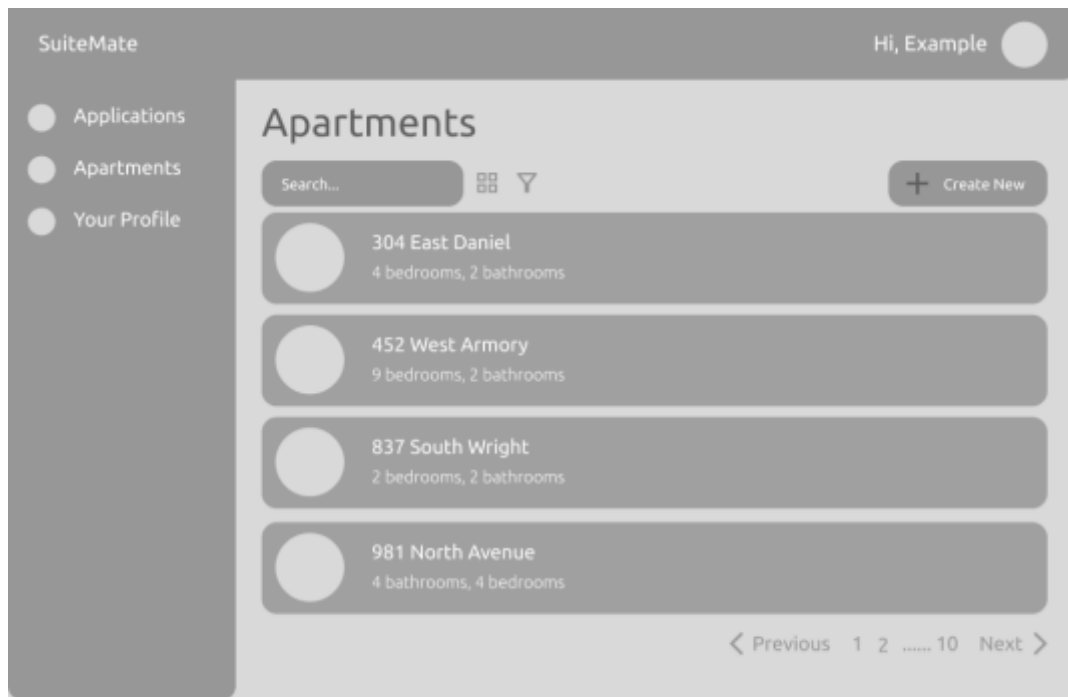 SuiteMate
Hi, Example
Applications
Apartments
Your Profile
Apartments
Search...
Create New
304 East Daniel
4 bedrooms, 2 bathrooms
452 West Armory
9 bedrooms, 2 bathrooms
837 South Wright
2 bedrooms, 2 bathrooms
981 North Avenue
4 bathrooms, 4 bedrooms
Previous 1 2 ...... 10 Next